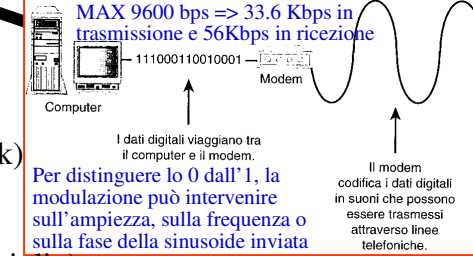 MAX 9600 bps => 33.6 Kbps in
trasmissione e 56Kbps in ricezione
111000110010001
Modem
Computer
I dati digitali viaggiano tra
il computer e il modem.
k)
Per distinguere lo 0 dall'1, la
modulazione può intervenire
sull'ampiezza, sulla frequenza o
sulla fase della sinusoide inviata
Il modem
codifica i dati digitali
in suoni che possono
essere trasmessi
attraverso linee
telefoniche.